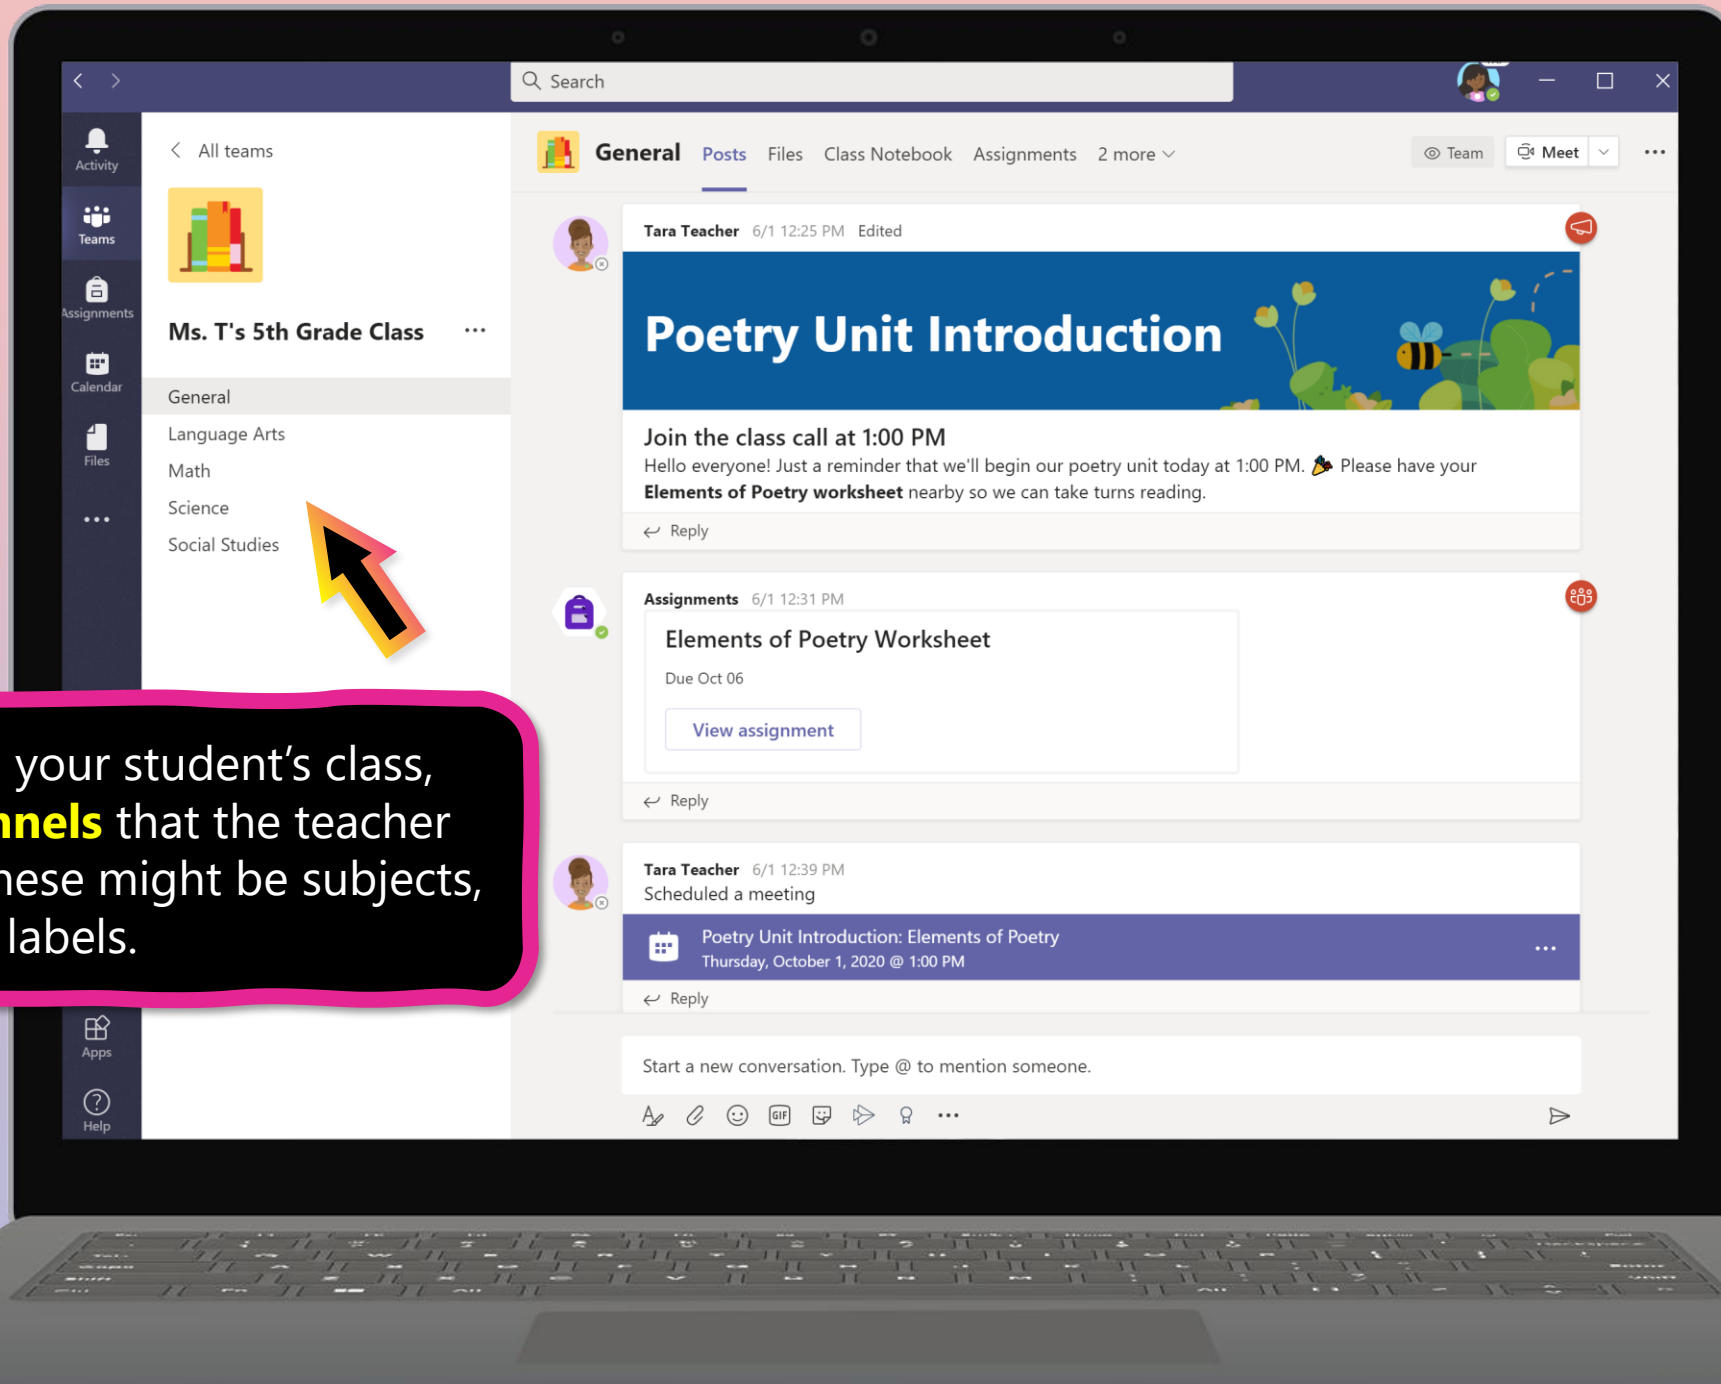 Search
Activity
Teams
Assignments
Calendar
Files
Apps
Help
All teams
Ms. T's 5th Grade Class
General
Language Arts
Math
Science
Social Studies
your student’s class,
nnels that the teacher
hese might be subjects,
labels.
General Posts Files Class Notebook Assignments 2 more
Team
Meet
Tara Teacher 6/1 12:25 PM Edited
Poetry Unit Introduction
Join the class call at 1:00 PM
Hello everyone! Just a reminder that we'll begin our poetry unit today at 1:00 PM. 🎉 Please have your
Elements of Poetry worksheet nearby so we can take turns reading.
Reply
Assignments 6/1 12:31 PM
Elements of Poetry Worksheet
Due Oct 06
View assignment
Reply
Tara Teacher 6/1 12:39 PM
Scheduled a meeting
Poetry Unit Introduction: Elements of Poetry
Thursday, October 1, 2020 @ 1:00 PM
Reply
Start a new conversation. Type @ to mention someone.
GIF